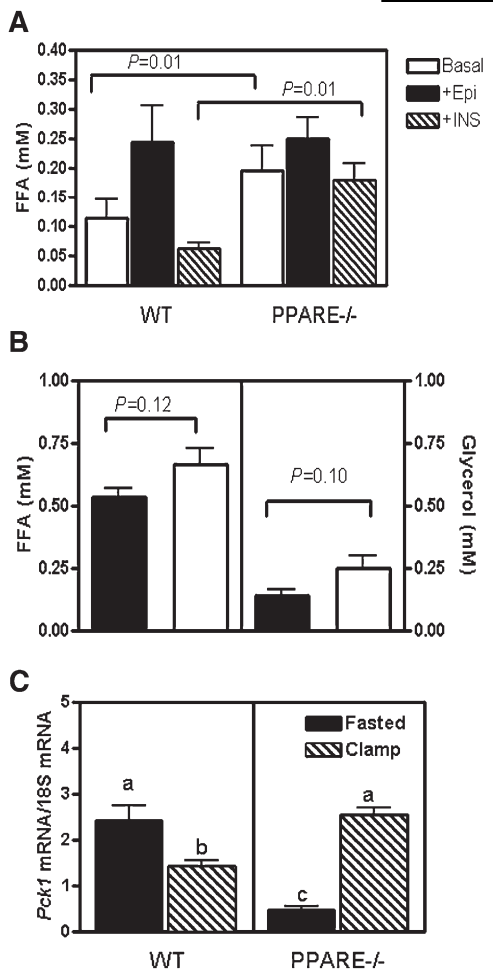 A
0.40
0.35
0.30
0.25
0.20
0.15
0.10
0.05
0.00
FFA (mM)
P=0.01
P=0.01
Basal
+Epi
+INS
WT PPARE-/-
B
1.00
0.75
0.50
0.25
0.00
FFA (mM)
P=0.12
P=0.10
1.00
0.75
0.50
0.25
0.00
Glycerol (mM)
C
5
4
3
2
1
0
Pck1 mRNA/18S mRNA
Fasted
Clamp
a
b
c
a
WT PPARE-/-